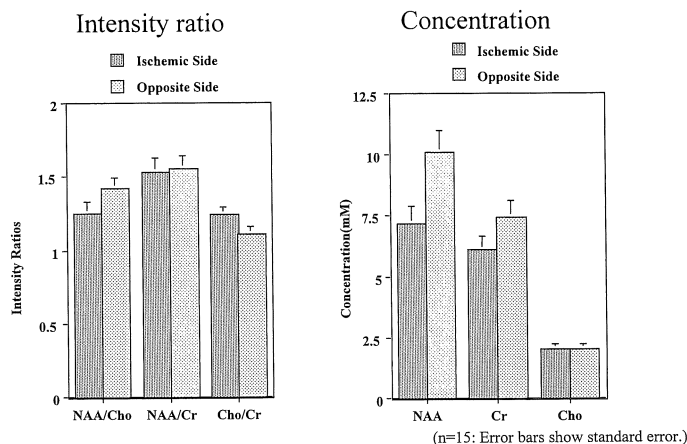 Intensity ratio
Ischemic Side
Opposite Side
2
1.5
1
0.5
0
Intensity Ratios
NAA/Cho NAA/Cr Cho/Cr
Concentration
Ischemic Side
Opposite Side
12.5
10
7.5
5
2.5
0
Concentration(mM)
NAA Cr Cho
(n=15: Error bars show standard error.)